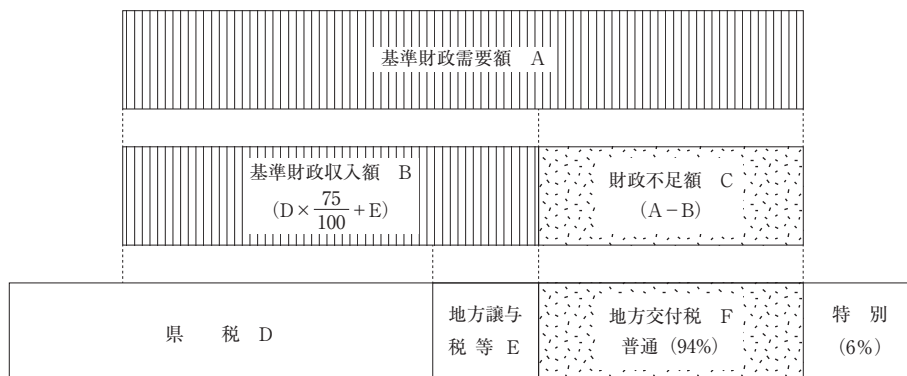 基準財政需要額 A
基準財政収入額 B
(D×75/100+E)
財政不足額 C
(A-B)
県 税 D
地方譲与
税 等 E
地方交付税 F
普通 (94%)
特 別
(6%)